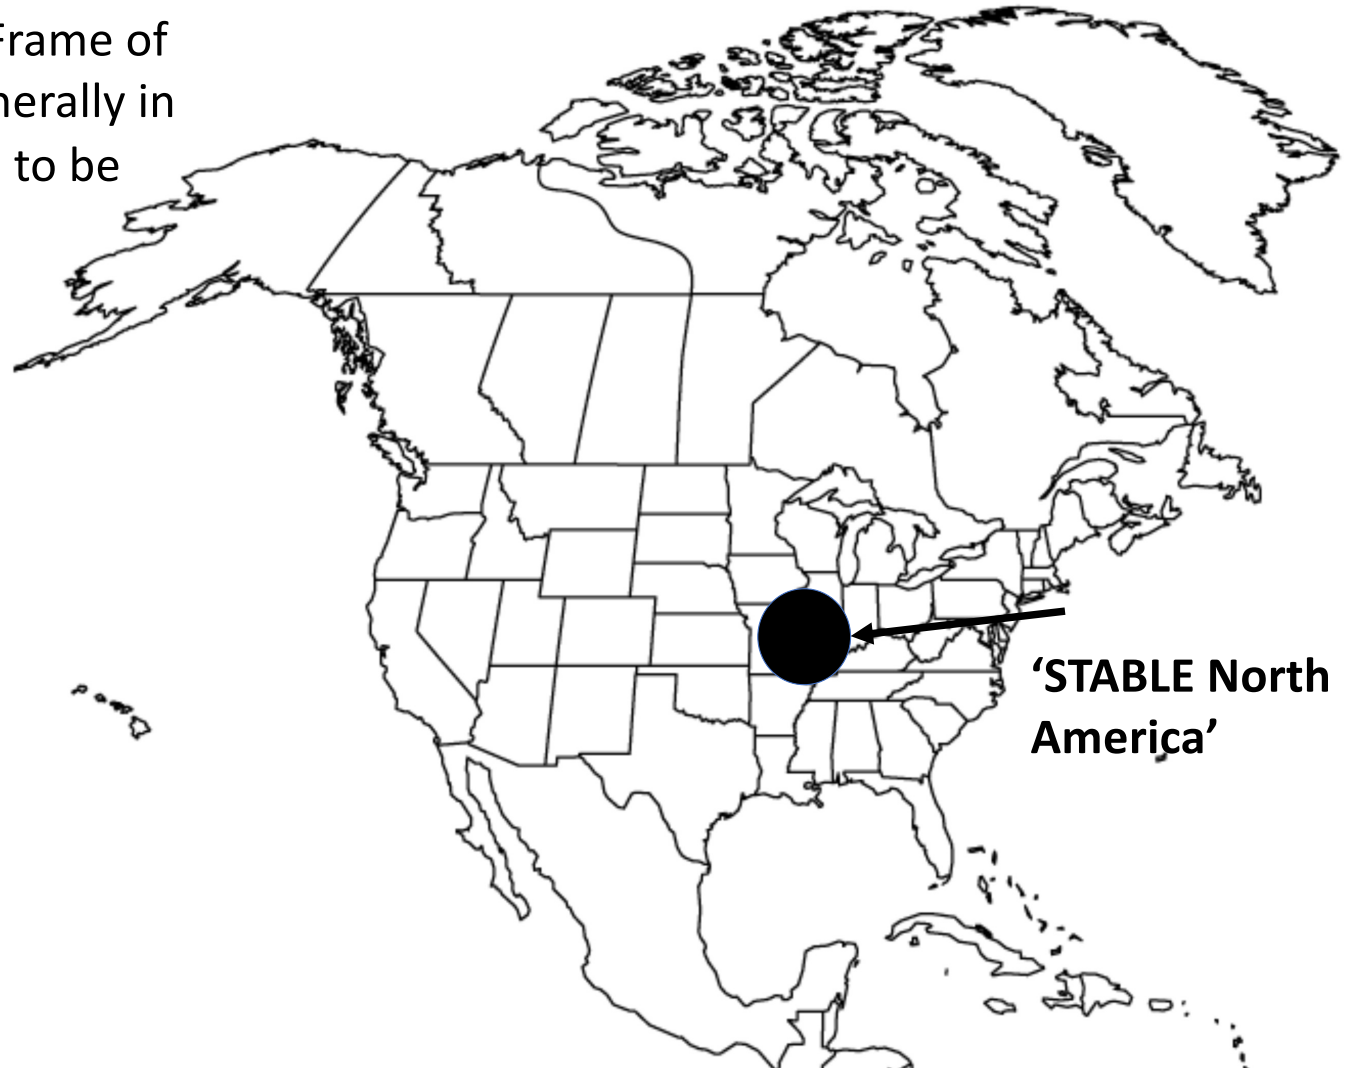 Frame of
nerally in
to be
‘STABLE North
America’